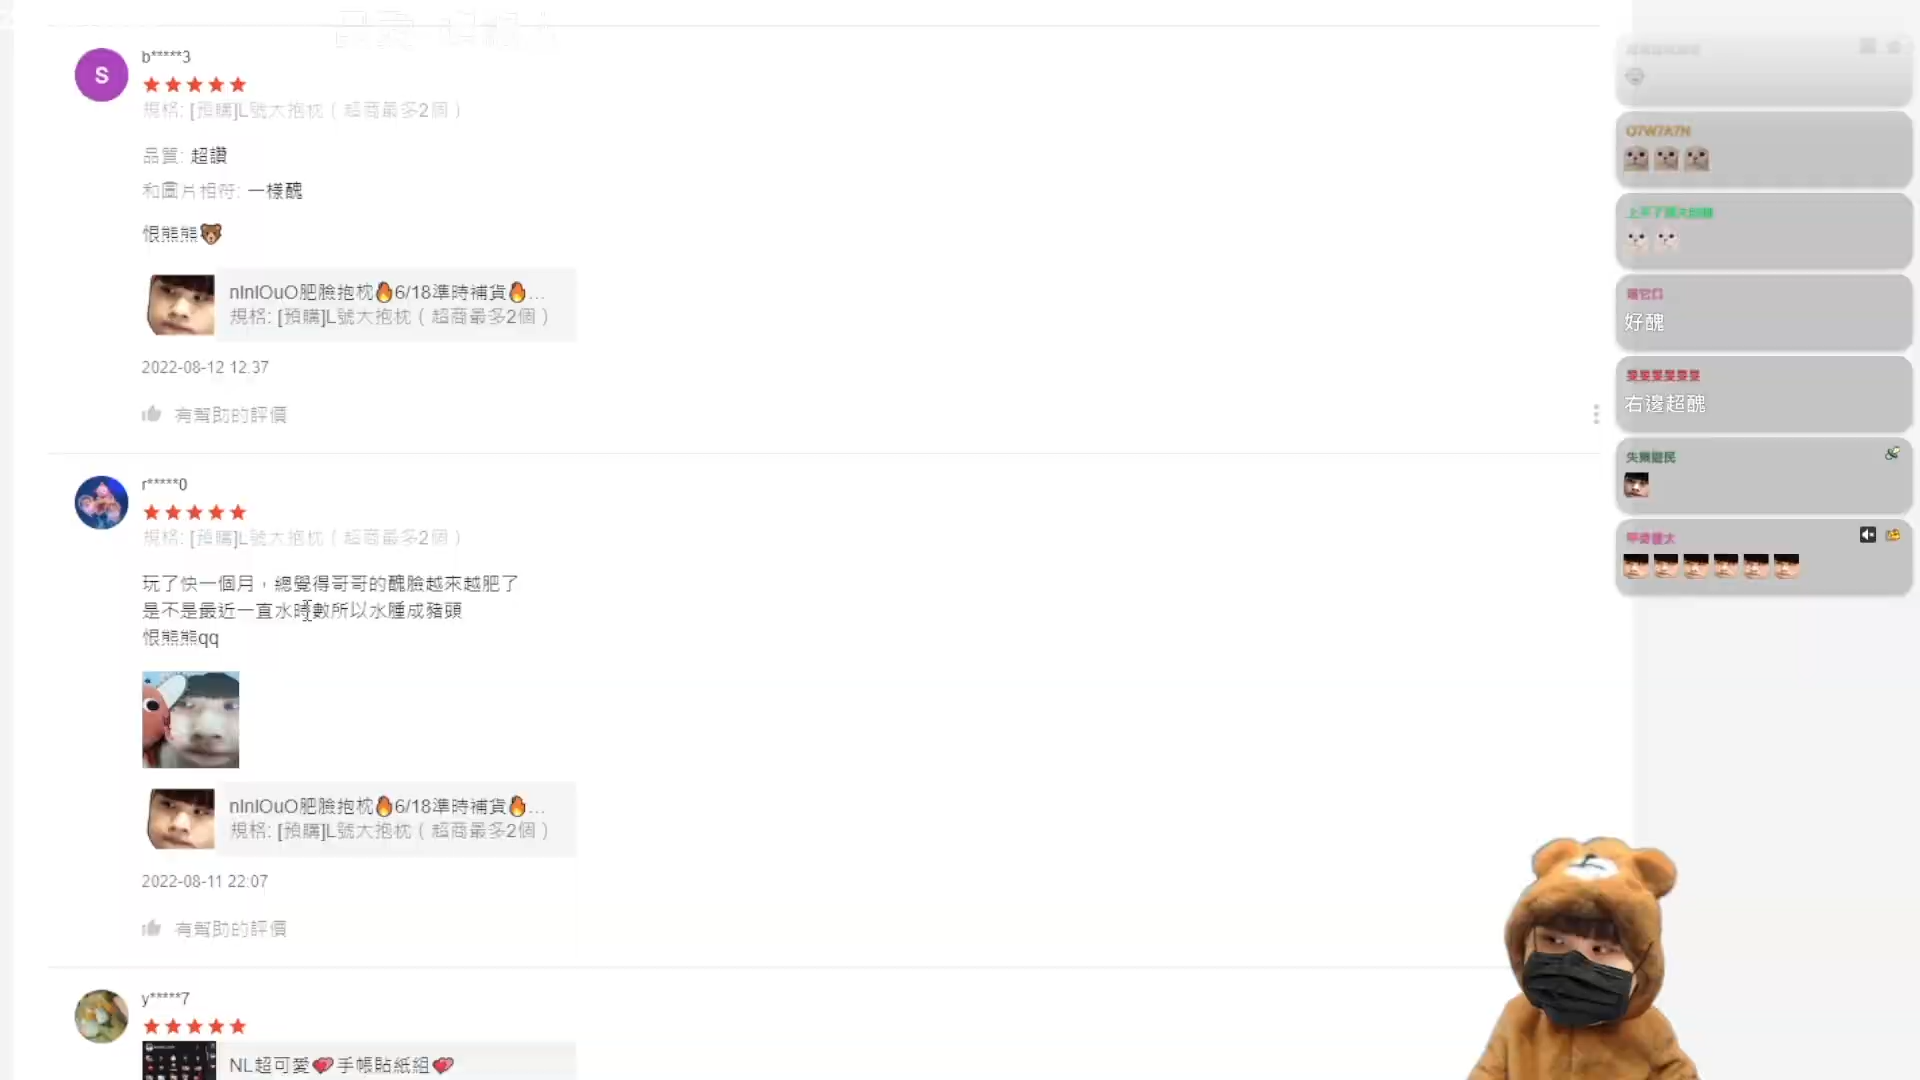 S
b*****3
規格: [預購]L號大抱枕（超商最多2個）
品質: 超讚
和圖片相符: 一樣醜
恨熊熊🐻
nInIOuO肥臉抱枕🔥6/18準時補貨🔥...
規格: [預購]L號大抱枕（超商最多2個）
2022-08-12 12:37
有幫助的評價
r*****0
規格: [預購]L號大抱枕（超商最多2個）
玩了快一個月，總覺得哥哥的醜臉越來越肥了
是不是最近一直水時數所以水腫成豬頭
恨熊熊qq
nInIOuO肥臉抱枕🔥6/18準時補貨🔥...
規格: [預購]L號大抱枕（超商最多2個）
2022-08-11 22:07
有幫助的評價
y*****7
NL超可愛💕手帳貼紙組💕
O7W7A7N
好醜
右邊超醜